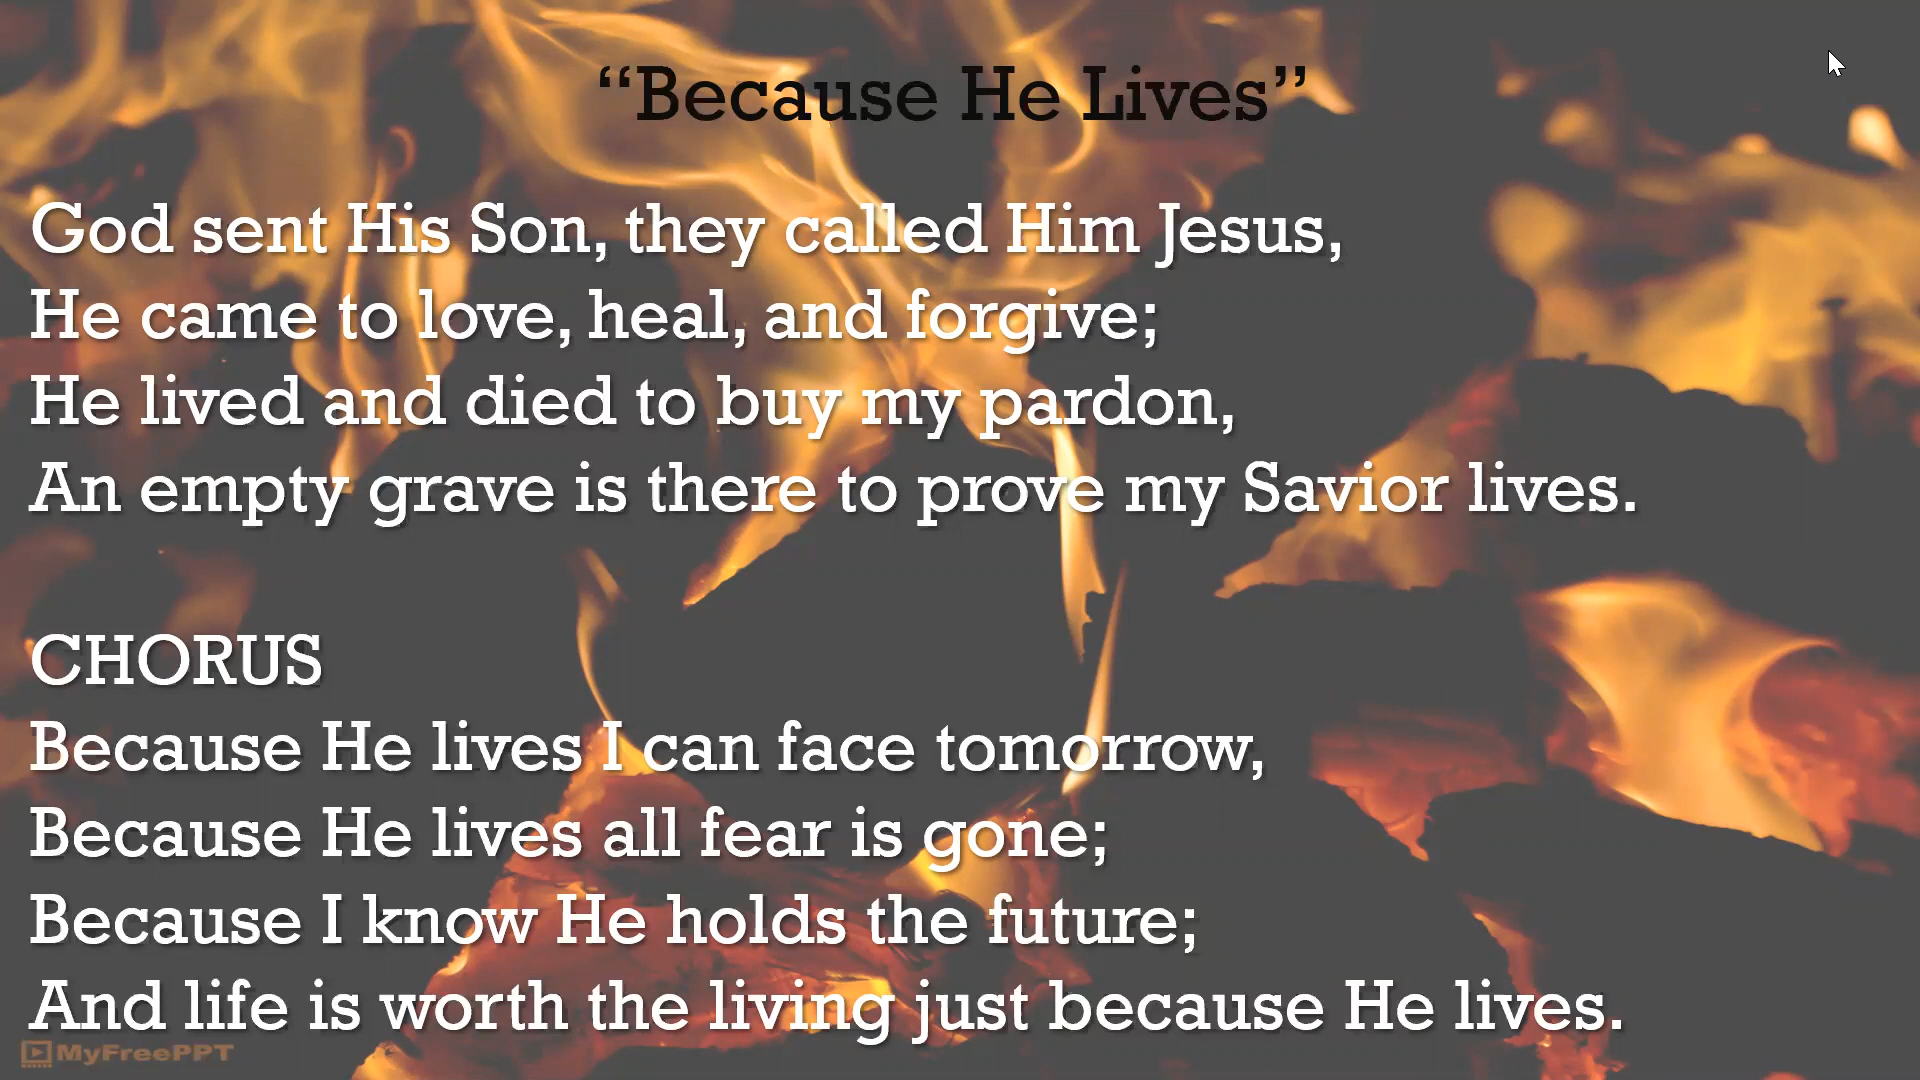 “Because He Lives”
God sent His Son, they called Him Jesus,
He came to love, heal, and forgive;
He lived and died to buy my pardon,
An empty grave is there to prove my Savior lives.
CHORUS
Because He lives I can face tomorrow,
Because He lives all fear is gone;
Because I know He holds the future;
And life is worth the living just because He lives.
MyFreePPT